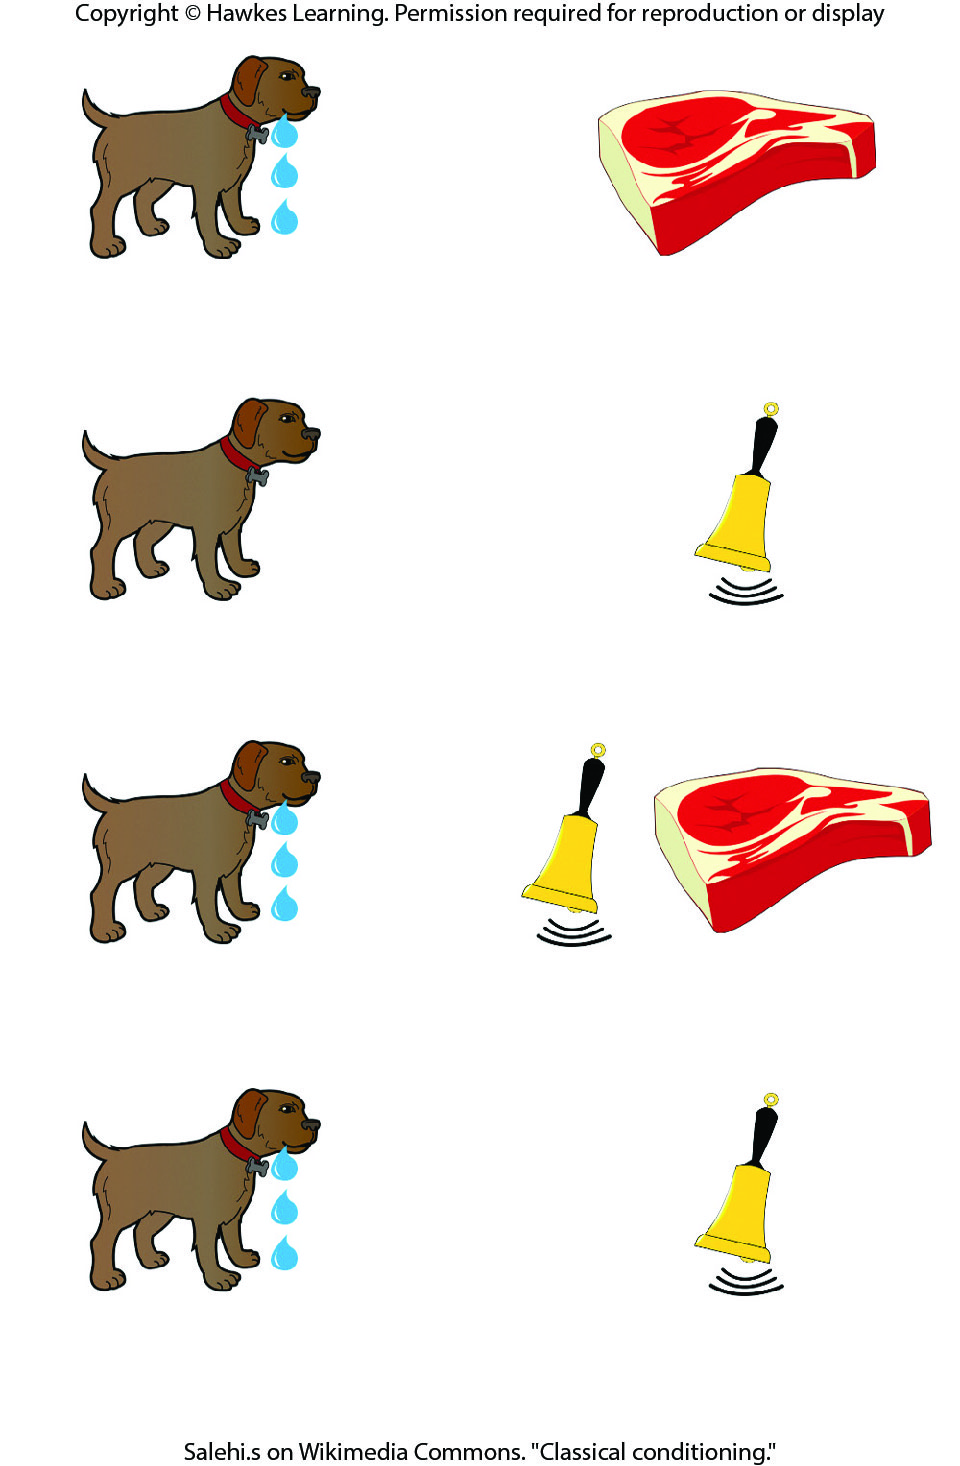 Copyright © Hawkes Learning. Permission required for reproduction or display
Salehi.s on Wikimedia Commons. "Classical conditioning."